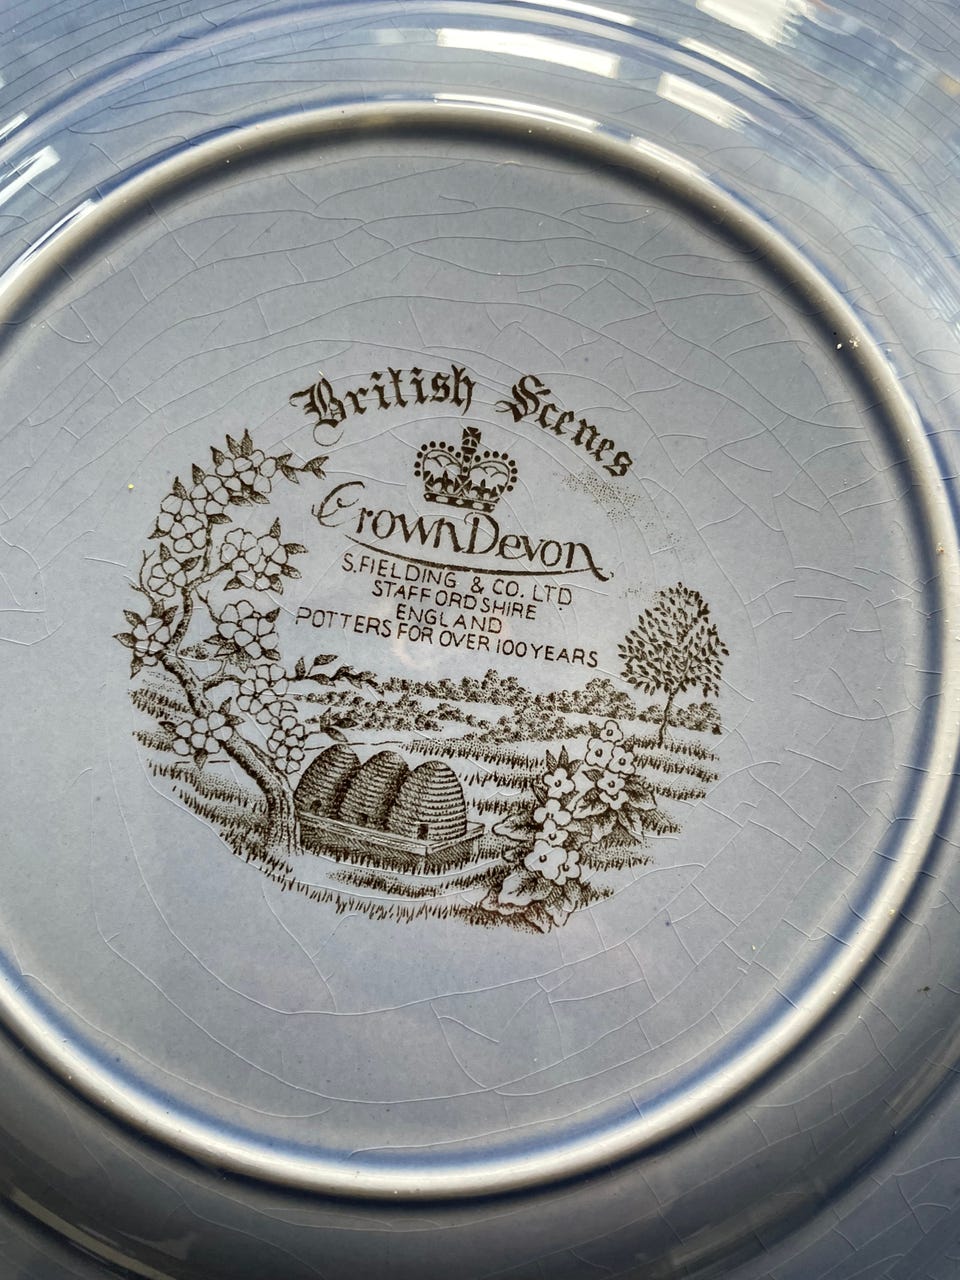 British Scenes
Crown Devon
S. FIELDING & CO. LTD
STAFFORDSHIRE
ENGLAND
POTTERS FOR OVER 100 YEARS